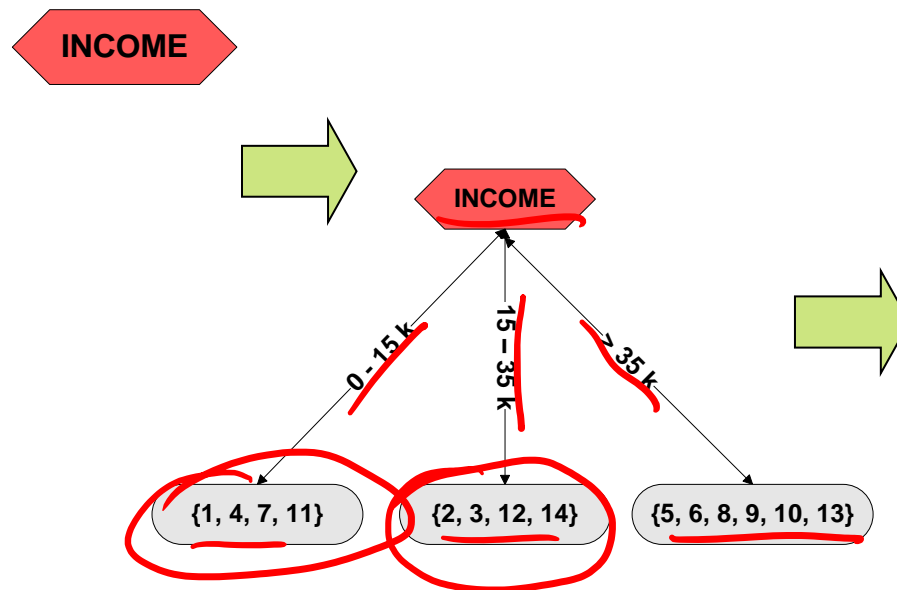 INCOME
INCOME
0 - 15 k
15 – 35 k
> 35 k
{1, 4, 7, 11}
{2, 3, 12, 14}
{5, 6, 8, 9, 10, 13}